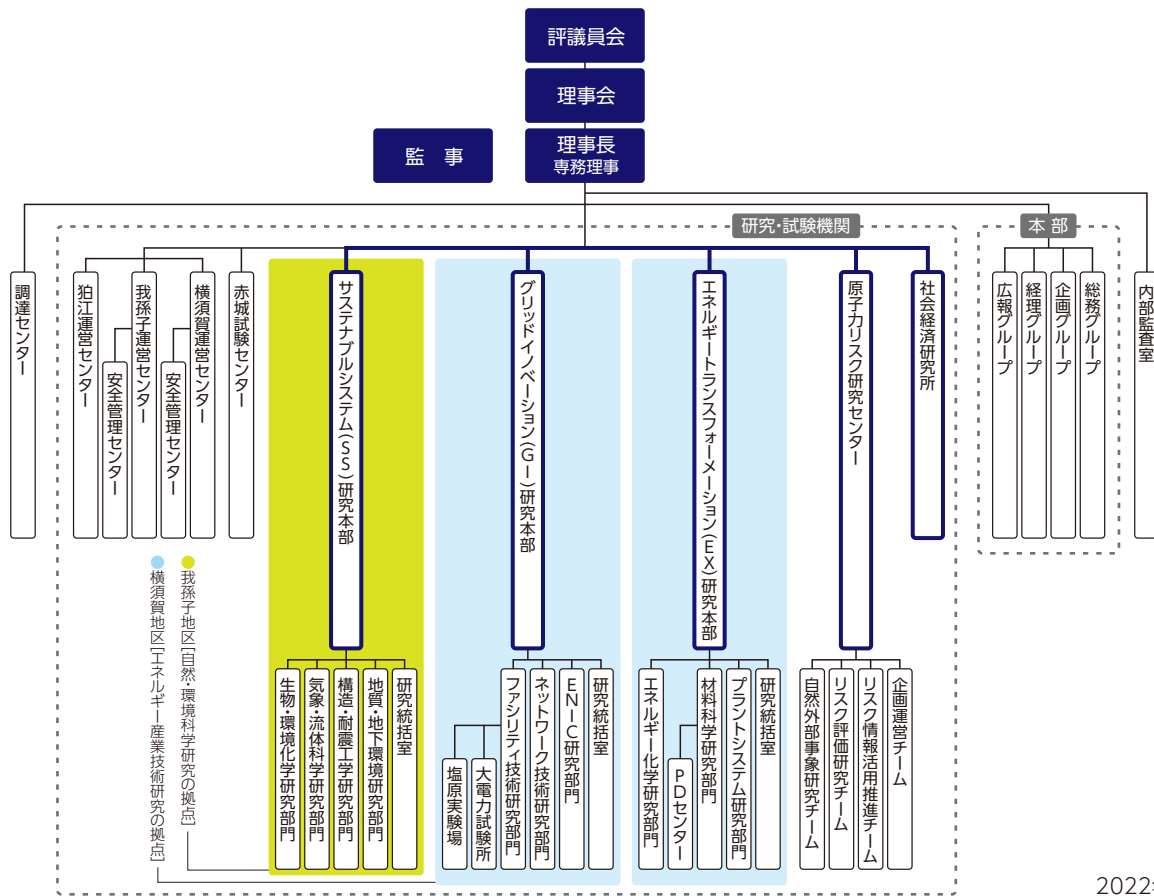 評議員会
理事会
監 事
理事長
専務理事
研究・試験機関
本 部
調達センター
狛江運営センター
安全管理センター
我孫子運営センター
安全管理センター
横須賀運営センター
赤城試験センター
サステナブルシステム(SS)研究本部
グリッドイノベーション(GI)研究本部
エネルギートランスフォーメーション(EX)研究本部
原子力リスク研究センター
社会経済研究所
広報グループ
経理グループ
企画グループ
総務グループ
内部監査室
横須賀地区[エネルギー産業技術研究の拠点]
我孫子地区[自然・環境科学研究の拠点]
生物・環境化学研究部門
気象・流体科学研究部門
構造・耐震工学研究部門
地質・地下環境研究部門
研究統括室
塩原実験場
大電力試験所
ファシリティ技術研究部門
ネットワーク技術研究部門
ENIC研究部門
研究統括室
エネルギー化学研究部門
PDセンター
材料科学研究部門
プラントシステム研究部門
研究統括室
自然外部事象研究チーム
リスク評価研究チーム
リスク情報活用推進チーム
企画運営チーム
2022